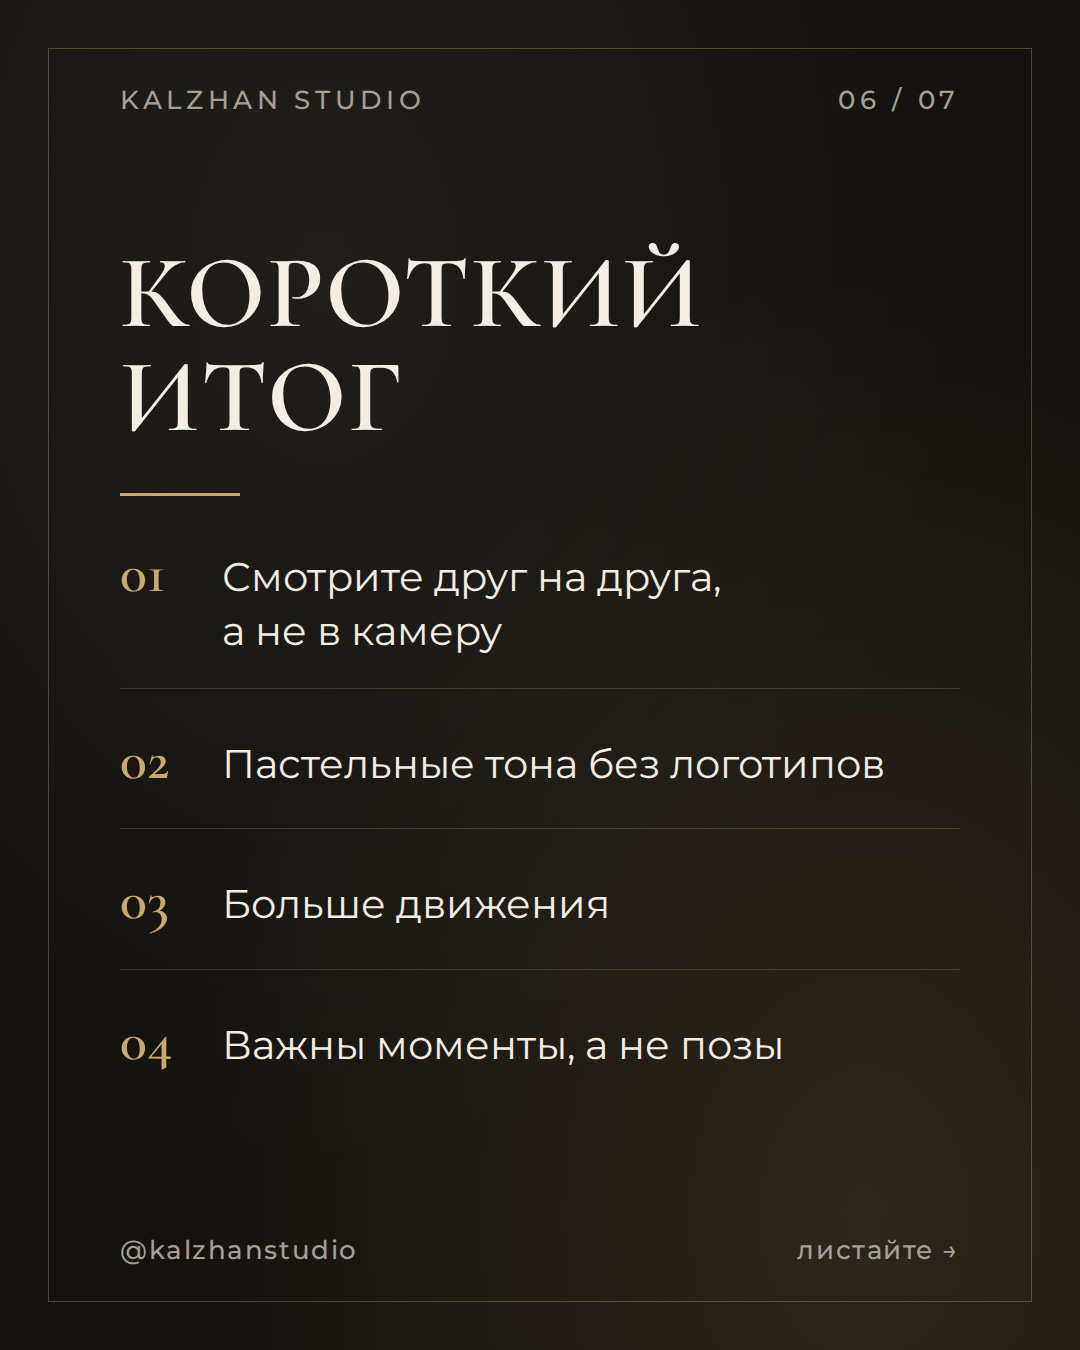 KALZHAN STUDIO
06 / 07
КОРОТКИЙ
ИТОГ
01 Смотрите друг на друга,
а не в камеру
02 Пастельные тона без логотипов
03 Больше движения
04 Важны моменты, а не позы
@kalzhanstudio
листайте →